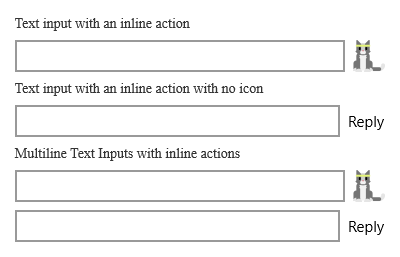 Text input with an inline action
Text input with an inline action with no icon
Reply
Multiline Text Inputs with inline actions
Reply